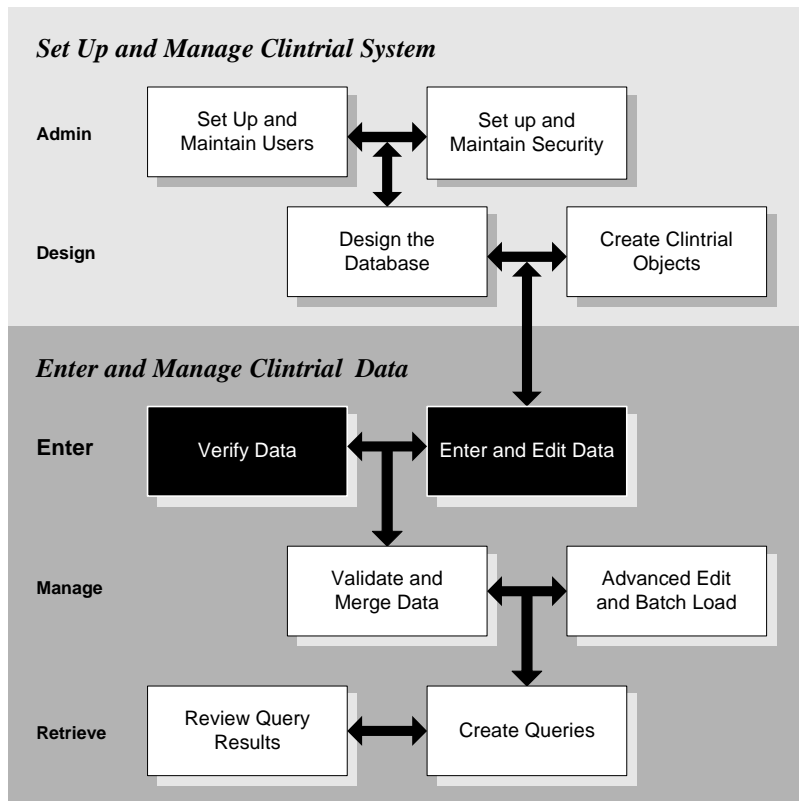 Set Up and Manage Clintrial System
Admin
Set Up and
Maintain Users
Set up and
Maintain Security
Design
Design the
Database
Create Clintrial
Objects
Enter and Manage Clintrial Data
Enter
Verify Data
Enter and Edit Data
Manage
Validate and
Merge Data
Advanced Edit
and Batch Load
Retrieve
Review Query
Results
Create Queries